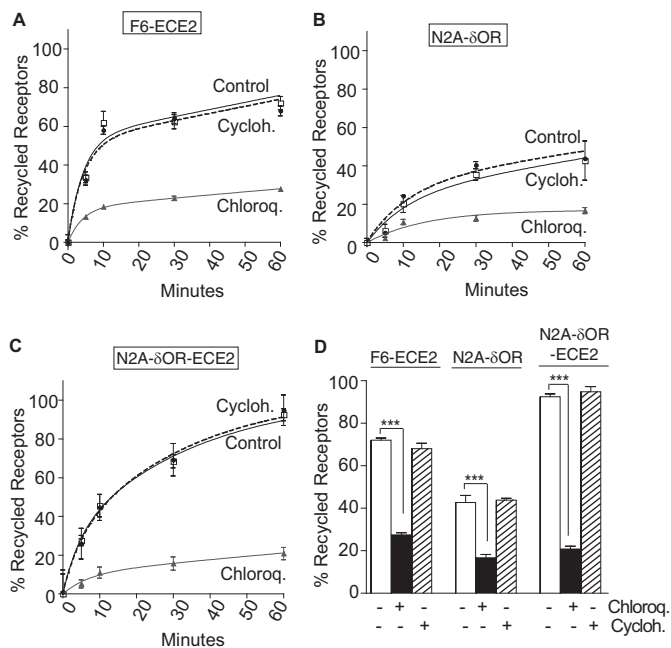 A
F6-ECE2
% Recycled Receptors
100
80
60
40
20
0
Control
Cycloh.
Chloroq.
0 10 20 30 40 50 60
Minutes
B
N2A-δOR
% Recycled Receptors
100
80
60
40
20
0
Control
Cycloh.
Chloroq.
0 10 20 30 40 50 60
Minutes
C
N2A-δOR-ECE2
% Recycled Receptors
100
80
60
40
20
0
Cycloh.
Control
Chloroq.
0 10 20 30 40 50 60
Minutes
D
F6-ECE2
N2A-δOR
N2A-δOR
-ECE2
% Recycled Receptors
100
80
60
40
20
0
***
***
***
- + - - + - - + - Chloroq.
- - + - - + - - + Cycloh.